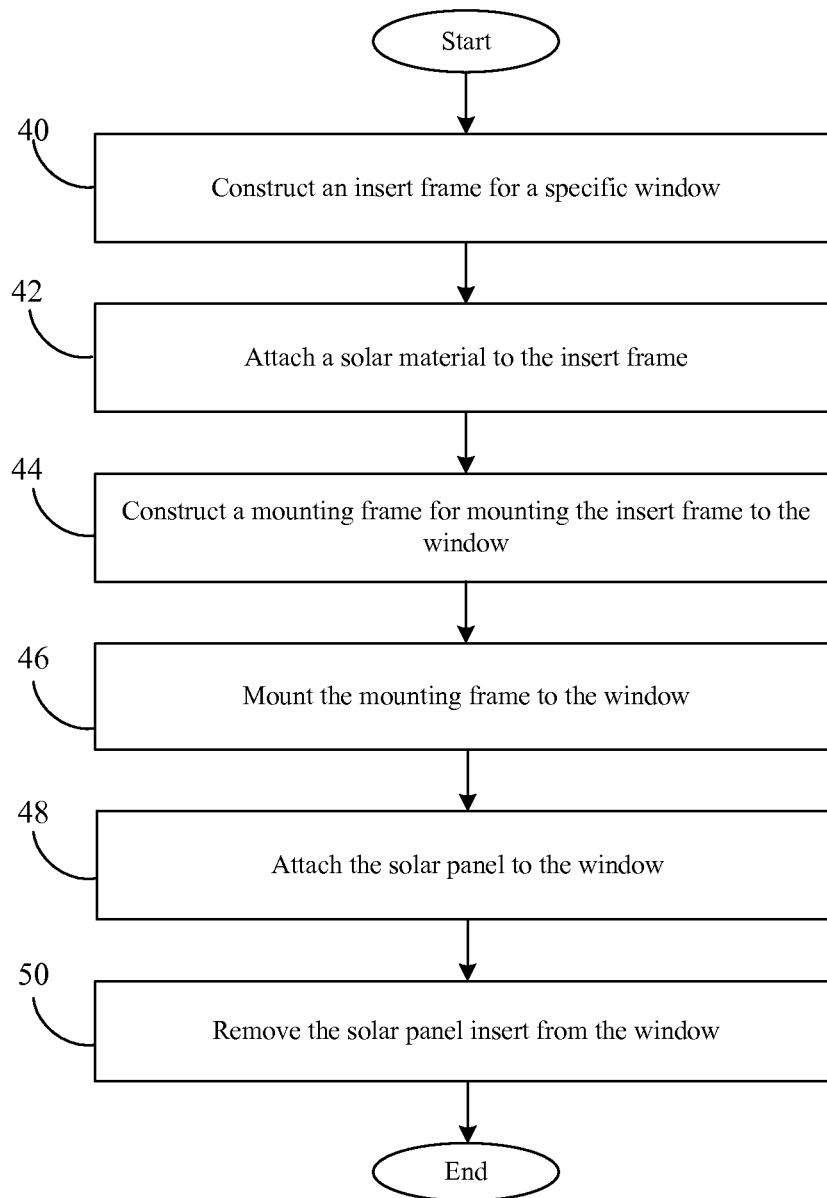 Start
40
Construct an insert frame for a specific window
42
Attach a solar material to the insert frame
44
Construct a mounting frame for mounting the insert frame to the
window
46
Mount the mounting frame to the window
48
Attach the solar panel to the window
50
Remove the solar panel insert from the window
End